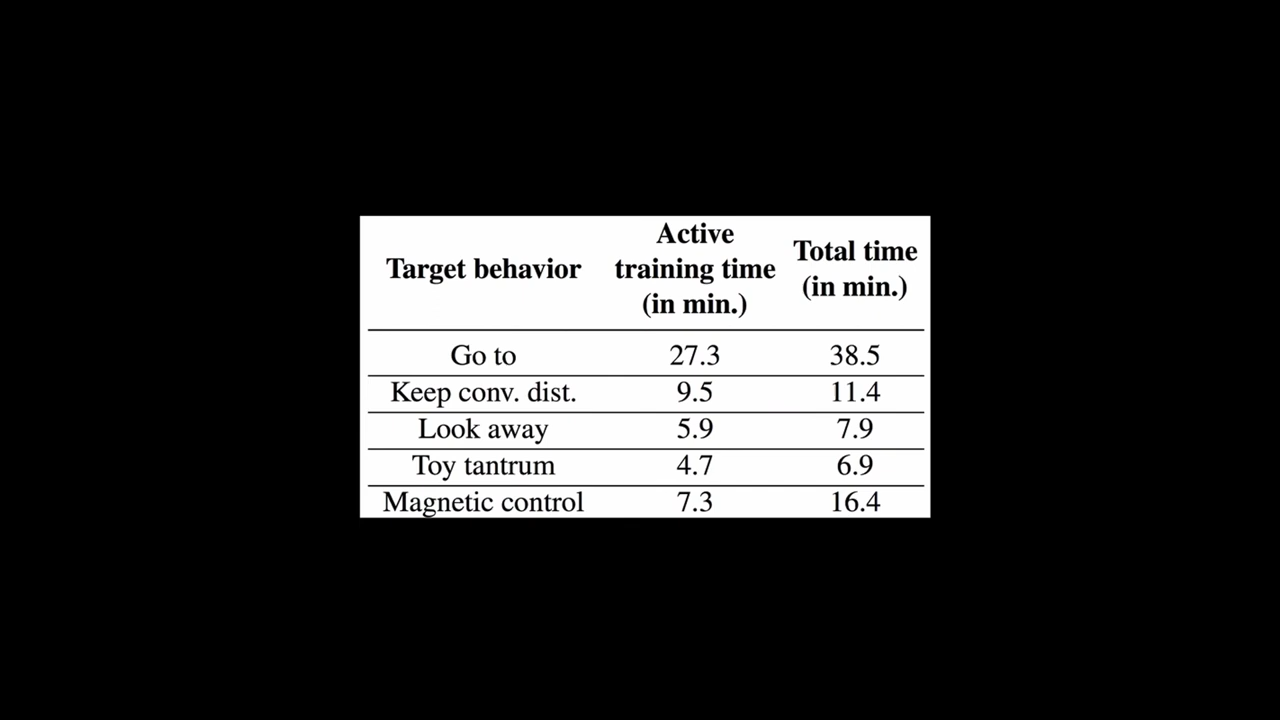 Target behavior Active training time (in min.) Total time (in min.)
Go to 27.3 38.5
Keep conv. dist. 9.5 11.4
Look away 5.9 7.9
Toy tantrum 4.7 6.9
Magnetic control 7.3 16.4